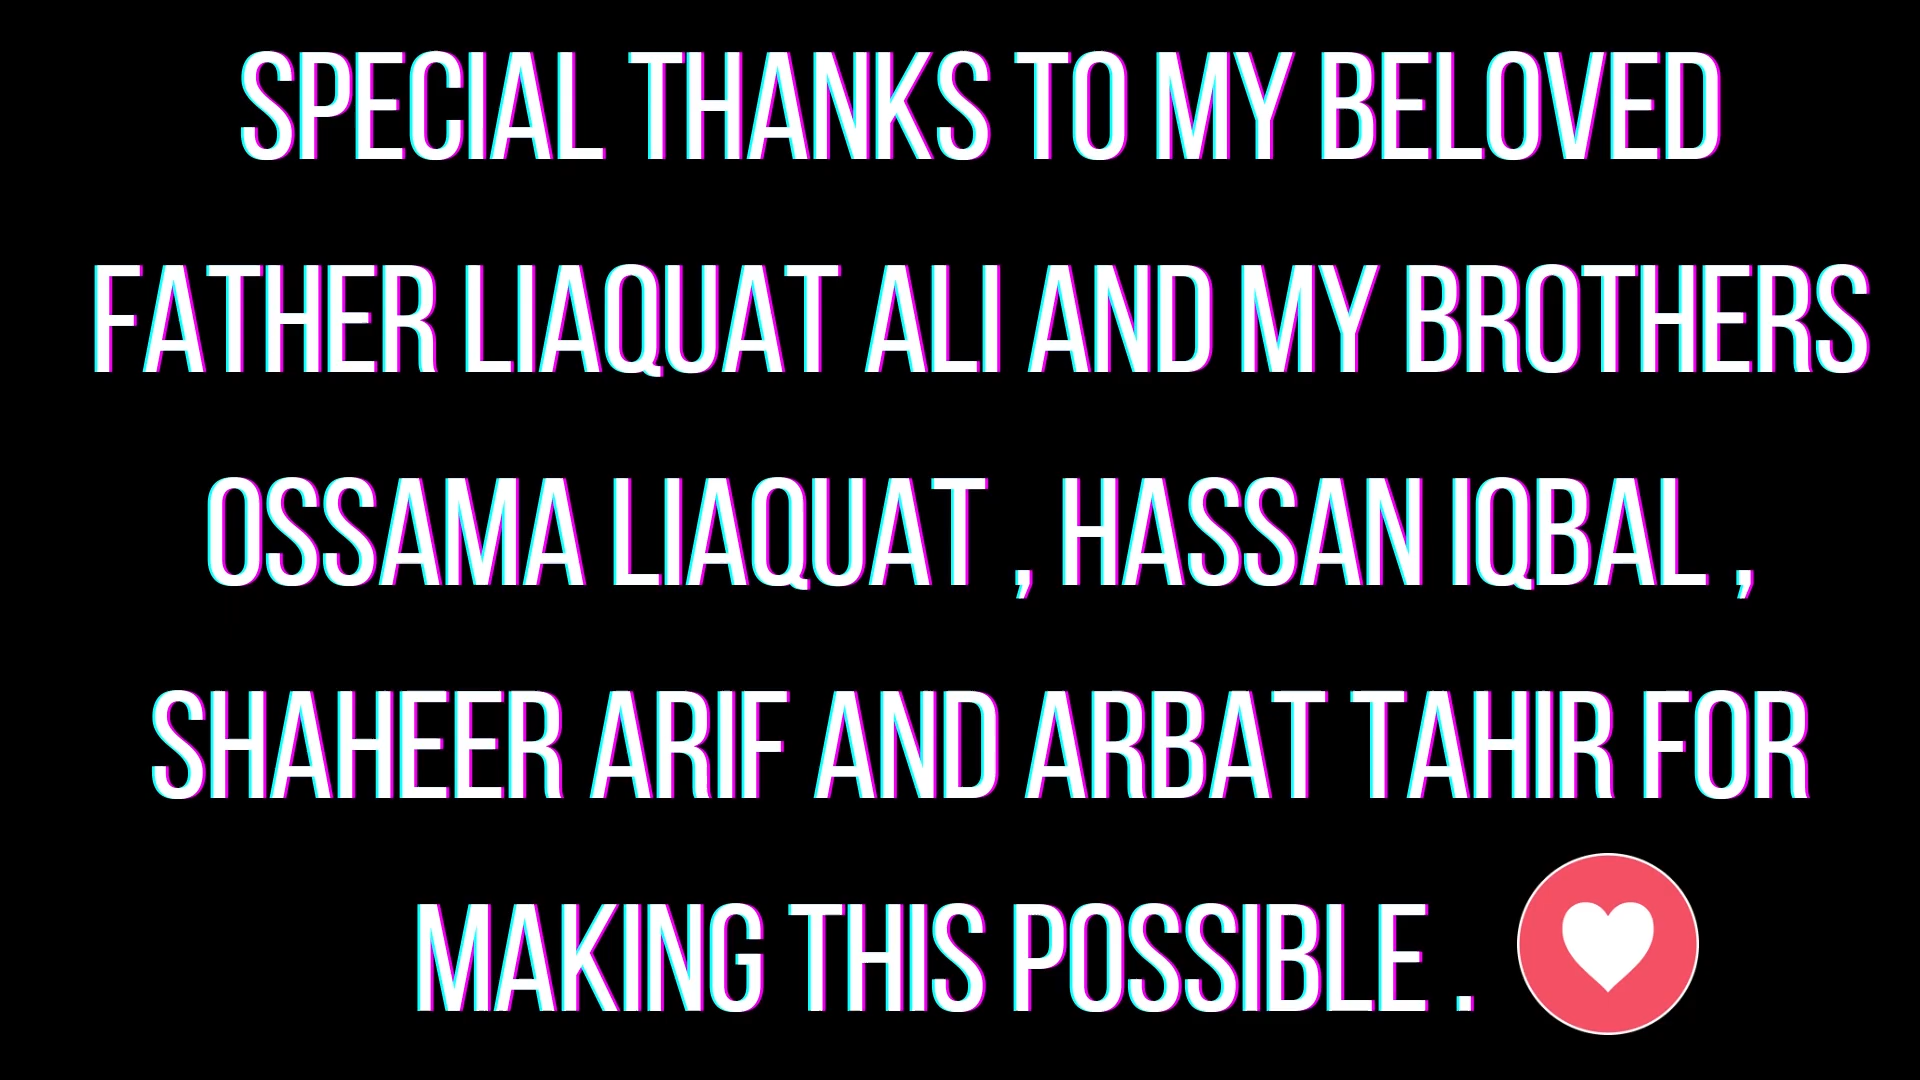 SPECIAL THANKS TO MY BELOVED
FATHER LIAQUAT ALI AND MY BROTHERS
OSSAMA LIAQUAT , HASSAN IQBAL ,
SHAHEER ARIF AND ARBAT TAHIR FOR
MAKING THIS POSSIBLE .